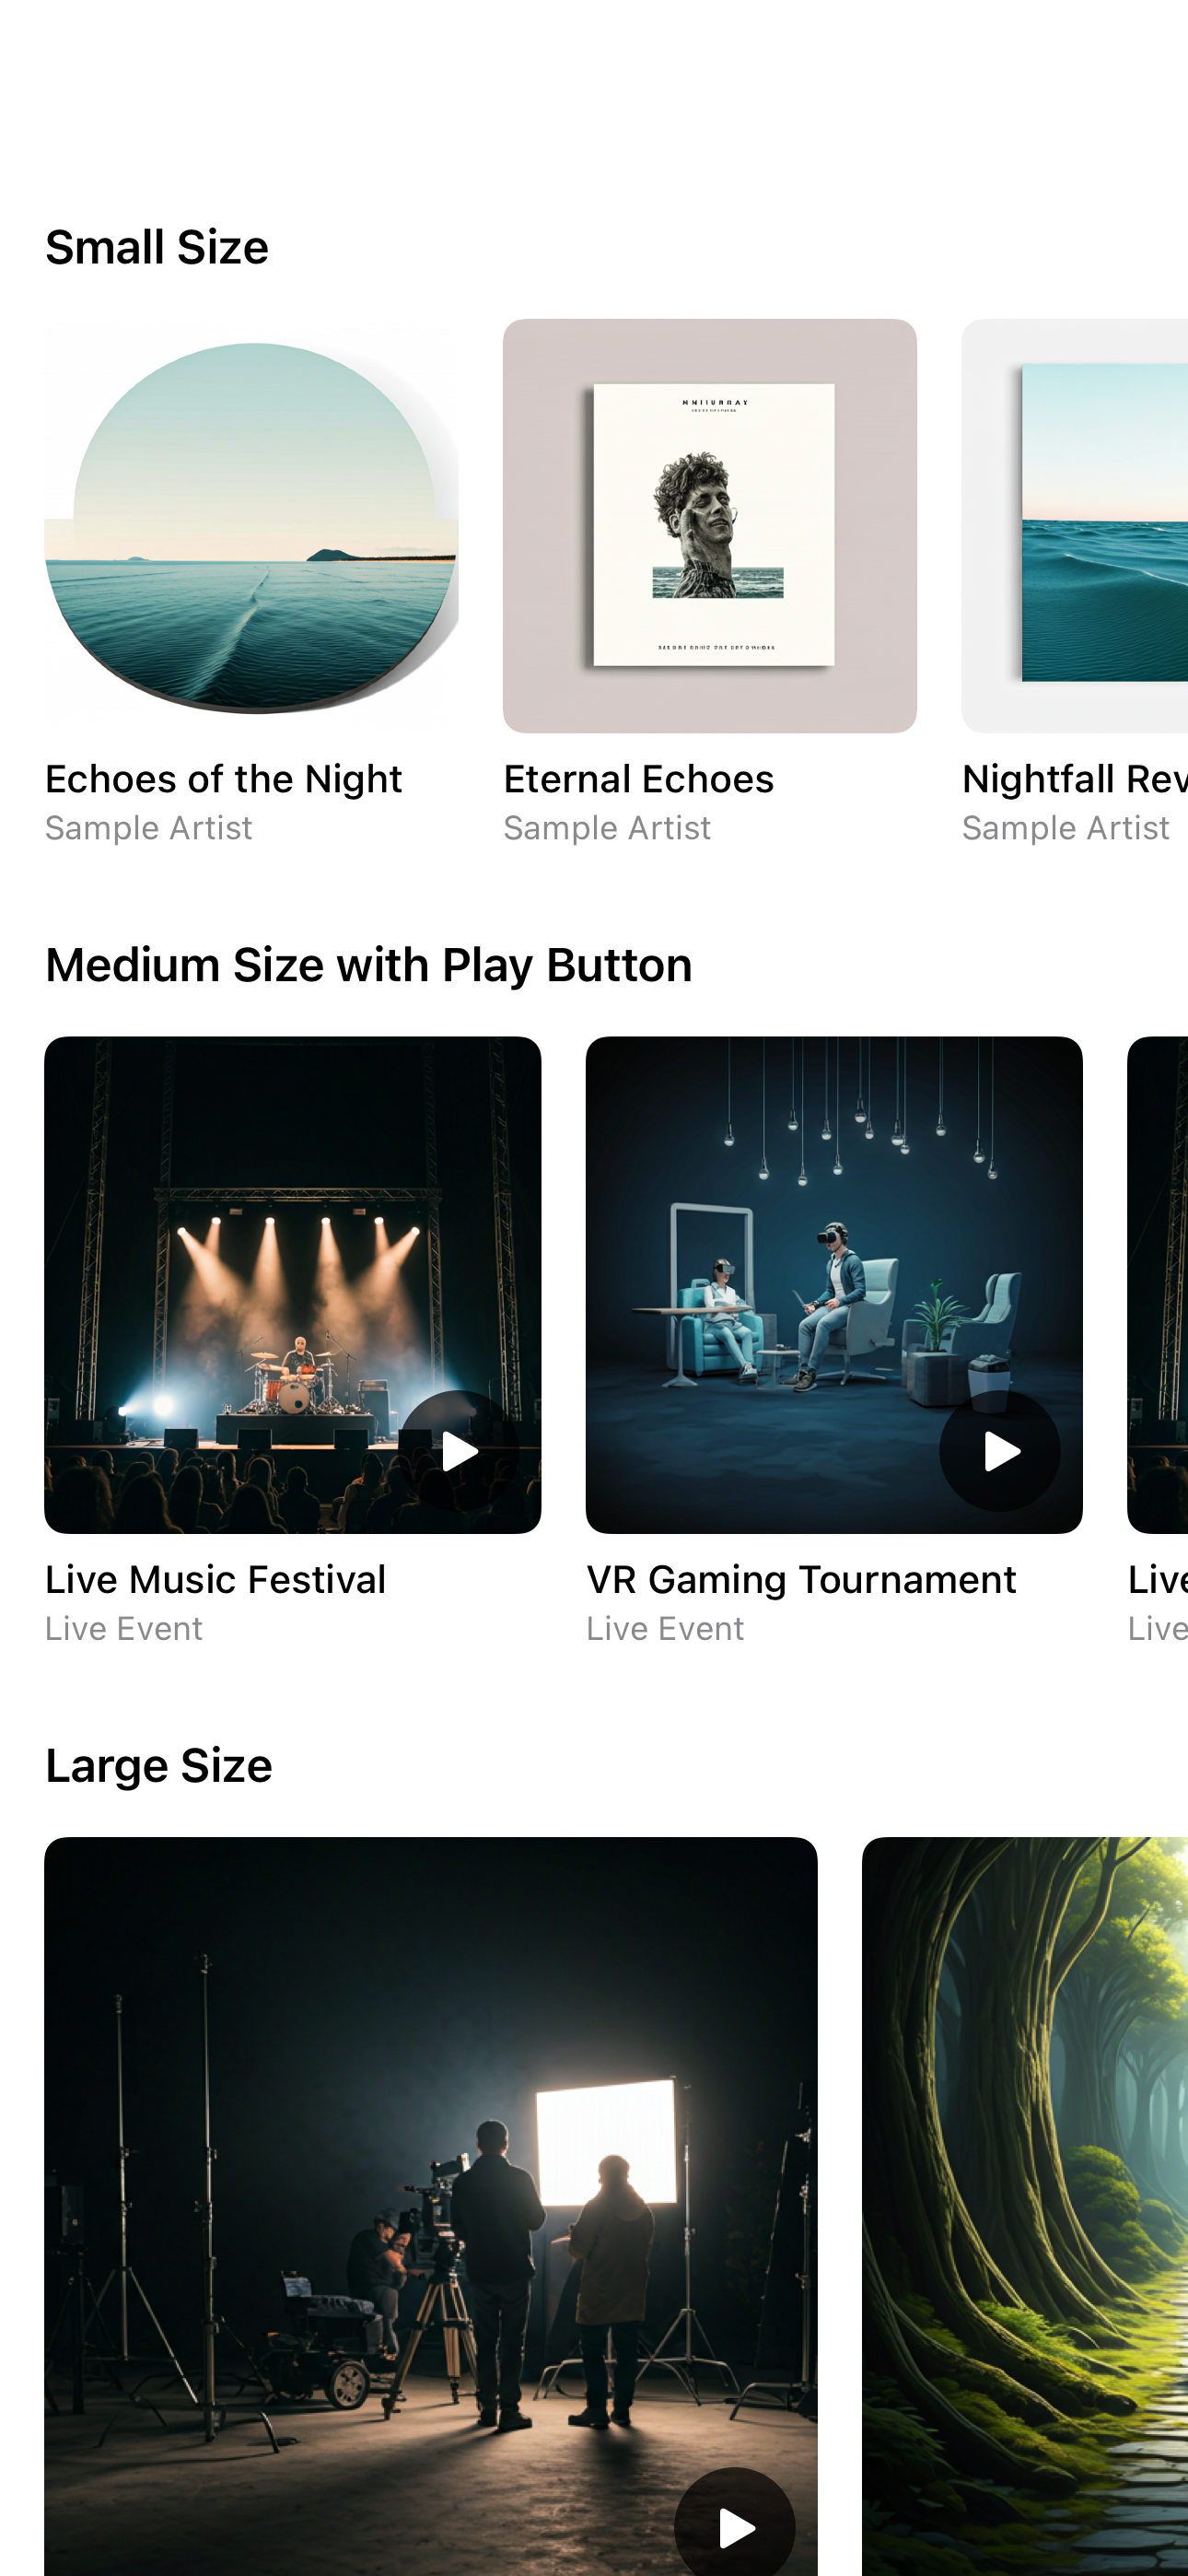 Small Size
Echoes of the Night
Sample Artist
Eternal Echoes
Sample Artist
Nightfall Rev
Sample Artist
Medium Size with Play Button
Live Music Festival
Live Event
VR Gaming Tournament
Live Event
Live
Live
Large Size